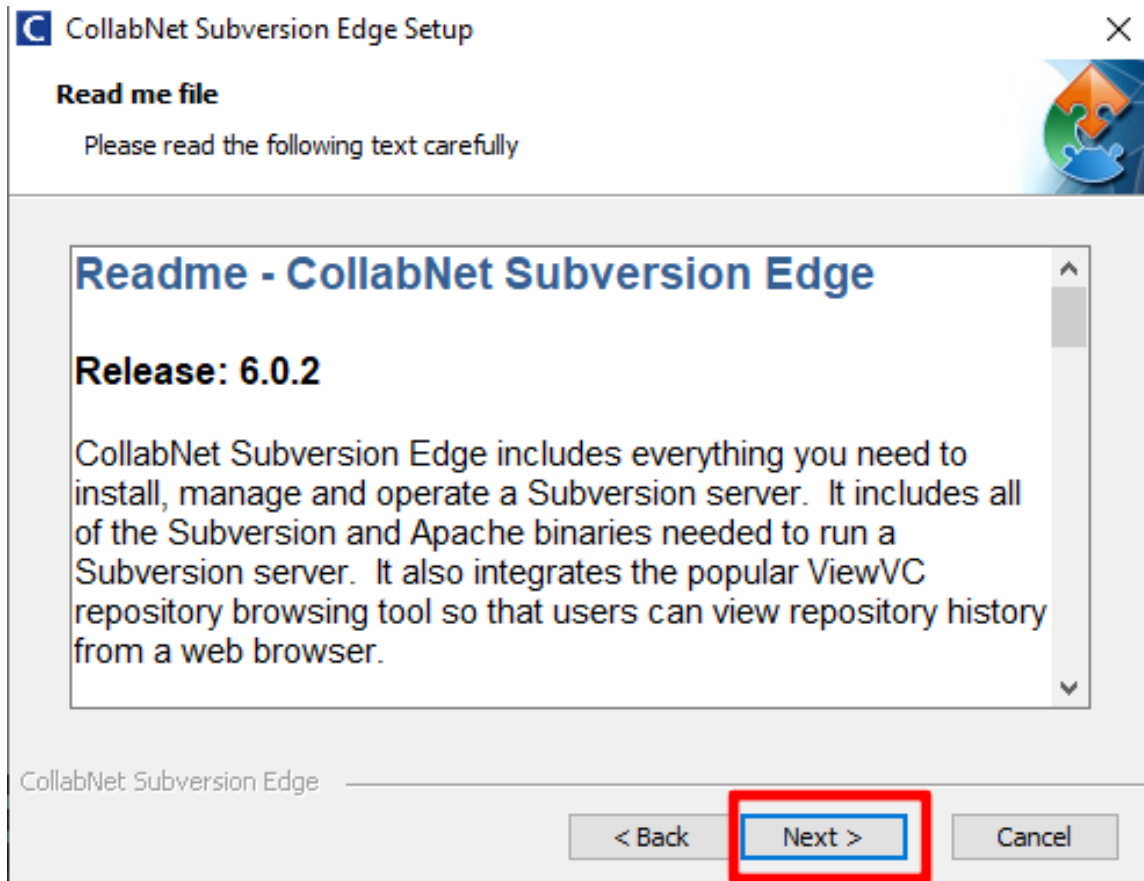 C CollabNet Subversion Edge Setup
Read me file
Please read the following text carefully
Readme - CollabNet Subversion Edge
Release: 6.0.2
CollabNet Subversion Edge includes everything you need to
install, manage and operate a Subversion server.  It includes all
of the Subversion and Apache binaries needed to run a
Subversion server.  It also integrates the popular ViewVC
repository browsing tool so that users can view repository history
from a web browser.
CollabNet Subversion Edge
< Back Next > Cancel